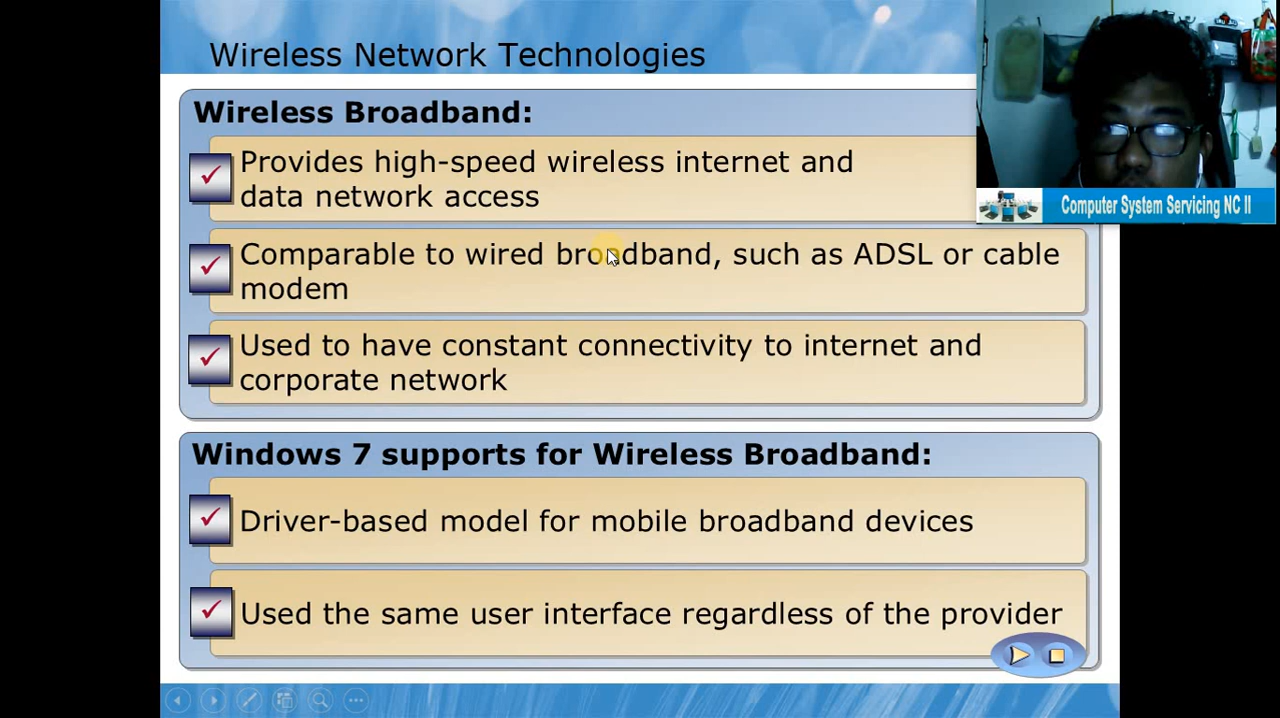 Wireless Network Technologies
Wireless Broadband:
Provides high-speed wireless internet and
data network access
Computer System Servicing NC II
Comparable to wired broadband, such as ADSL or cable
modem
Used to have constant connectivity to internet and
corporate network
Windows 7 supports for Wireless Broadband:
Driver-based model for mobile broadband devices
Used the same user interface regardless of the provider